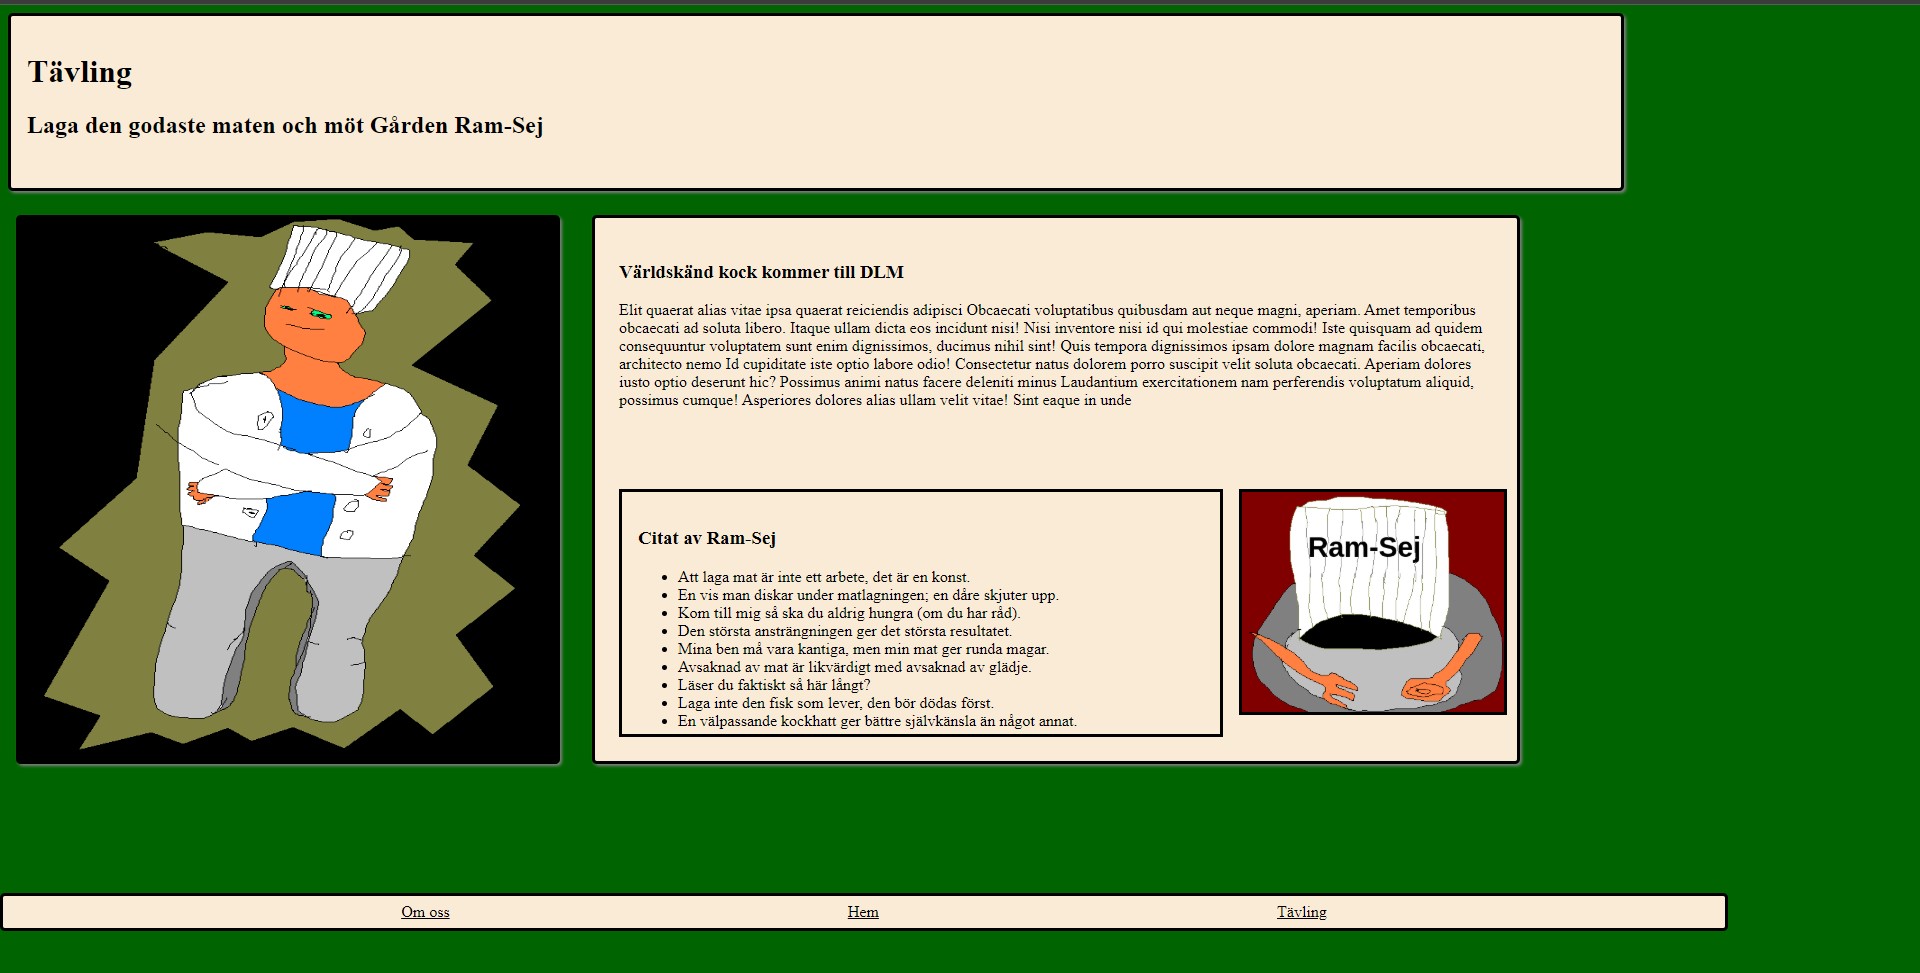 Tävling
Laga den godaste maten och möt Gården Ram-Sej
Världskänd kock kommer till DLM
Elit quaerat alias vitae ipsa quaerat reiciendis adipisci Obcaecati voluptatibus quibusdam aut neque magni, aperiam. Amet temporibus
obcaecati ad soluta libero. Itaque ullam dicta eos incidunt nisi! Nisi inventore nisi id qui molestiae commodi! Iste quisquam ad quidem
consequuntur voluptatem sunt enim dignissimos, ducimus nihil sint! Quis tempora dignissimos ipsam dolore magnam facilis obcaecati,
architecto nemo Id cupiditate iste optio labore odio! Consectetur natus dolorem porro suscipit velit soluta obcaecati. Aperiam dolores
iusto optio deserunt hic? Possimus animi natus facere deleniti minus Laudantium exercitationem nam perferendis voluptatum aliquid,
possimus cumque! Asperiores dolores alias ullam velit vitae! Sint eaque in unde
Citat av Ram-Sej
• Att laga mat är inte ett arbete, det är en konst.
• En vis man diskar under matlagningen; en dåre skjuter upp.
• Kom till mig så ska du aldrig hungra (om du har råd).
• Den största ansträngningen ger det största resultatet.
• Mina ben må vara kantiga, men min mat ger runda magar.
• Avsaknad av mat är likvärdigt med avsaknad av glädje.
• Läser du faktiskt så här långt?
• Laga inte den fisk som lever, den bör dödas först.
• En välpassande kockhatt ger bättre självkänsla än något annat.
Ram-Sej
Om oss
Hem
Tävling